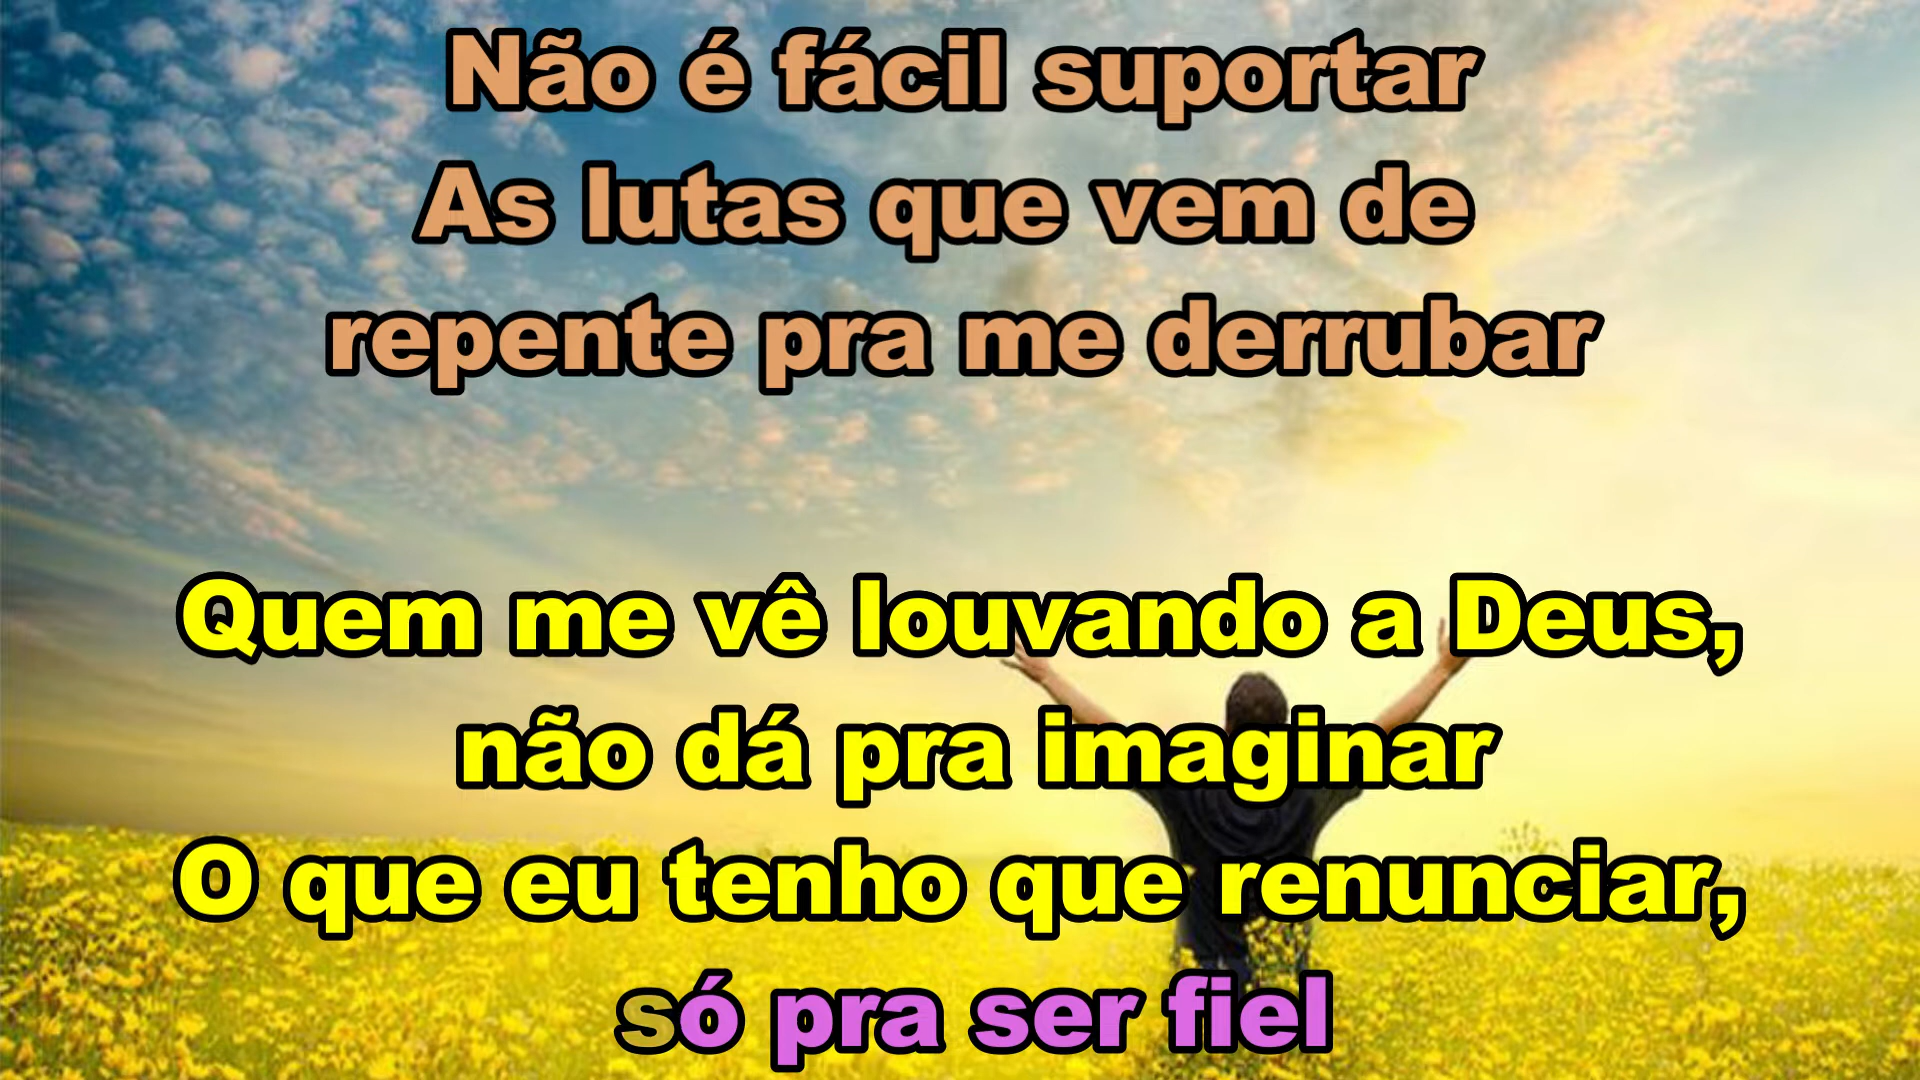 Não é fácil suportar
As lutas que vem de
repente pra me derrubar
Quem me vê louvando a Deus,
não dá pra imaginar
O que eu tenho que renunciar,
só pra ser fiel